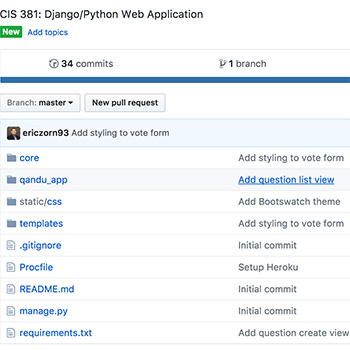 CIS 381: Django/Python Web Application
New Add topics
34 commits 1 branch
Branch: master New pull request
ericzorn93 Add styling to vote form
core Add styling to vote form
qandu_app Add question list view
static/css Add Bootswatch theme
templates Add styling to vote form
.gitignore Initial commit
Procfile Setup Heroku
README.md Initial commit
manage.py Initial commit
requirements.txt Add question create view